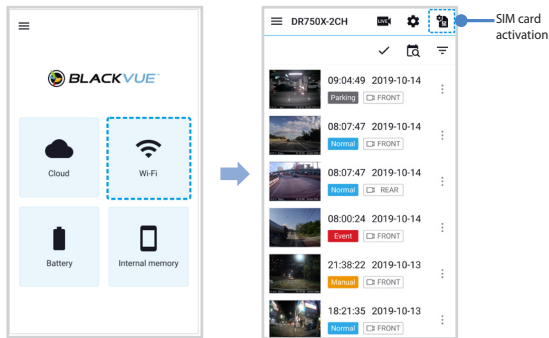 BLACKVUE
Cloud
Wi-Fi
Battery
Internal memory
DR750X-2CH
LIVE
SIM card
activation
09:04:49 2019-10-14
Parking FRONT
08:07:47 2019-10-14
Normal FRONT
08:07:47 2019-10-14
Normal REAR
08:00:24 2019-10-14
Event FRONT
21:38:22 2019-10-13
Manual FRONT
18:21:35 2019-10-13
Normal FRONT